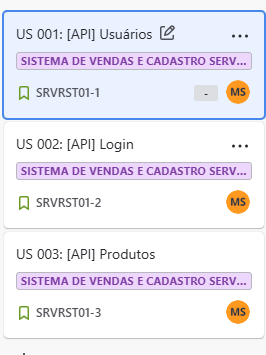 US 001: [API] Usuários
SISTEMA DE VENDAS E CADASTRO SERV...
SRVRST01-1 - MS
US 002: [API] Login
SISTEMA DE VENDAS E CADASTRO SERV...
SRVRST01-2 MS
US 003: [API] Produtos
SISTEMA DE VENDAS E CADASTRO SERV...
SRVRST01-3 MS